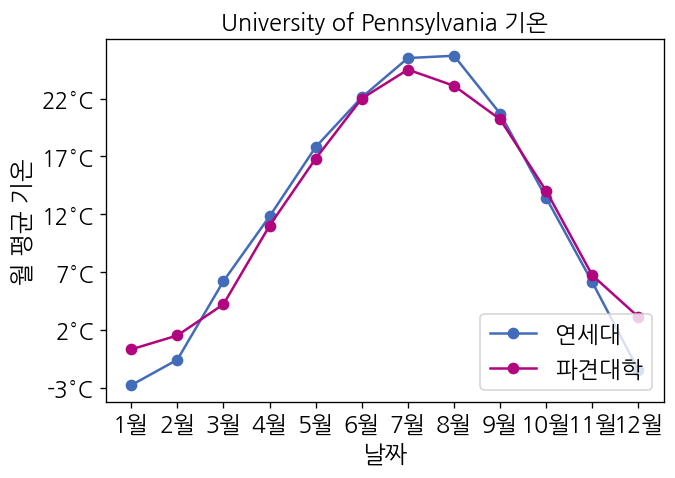 University of Pennsylvania 기온
월 평균 기온
22°C
17°C
12°C
7°C
2°C
-3°C
연세대
파견대학
1월 2월 3월 4월 5월 6월 7월 8월 9월 10월 11월 12월
날짜